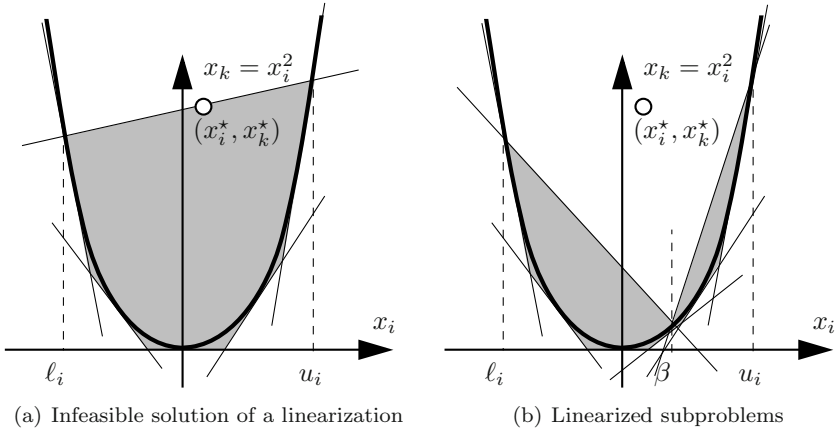 x_k = x_i^2
(x_i^⋆, x_k^⋆)
x_i
ℓ_i
u_i
(a) Infeasible solution of a linearization
x_k = x_i^2
(x_i^⋆, x_k^⋆)
x_i
ℓ_i
β
u_i
(b) Linearized subproblems